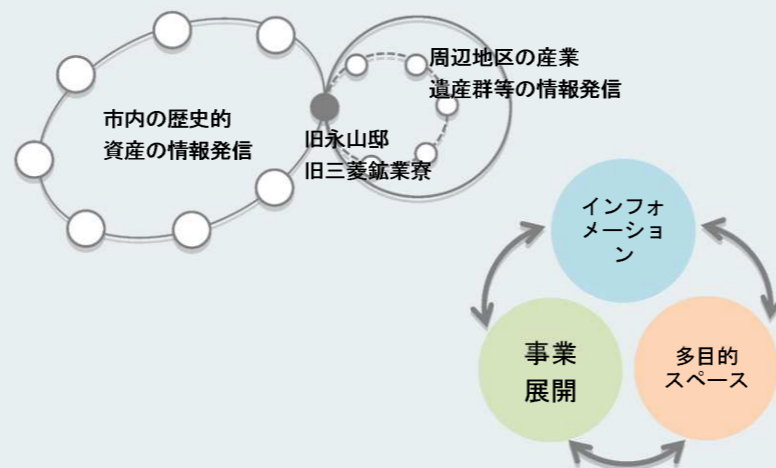 市内の歴史的
資産の情報発信
周辺地区の産業
遺産群等の情報発信
旧永山邸
旧三菱鉱業寮
インフォ
メーショ
ン
事業
展開
多目的
スペース